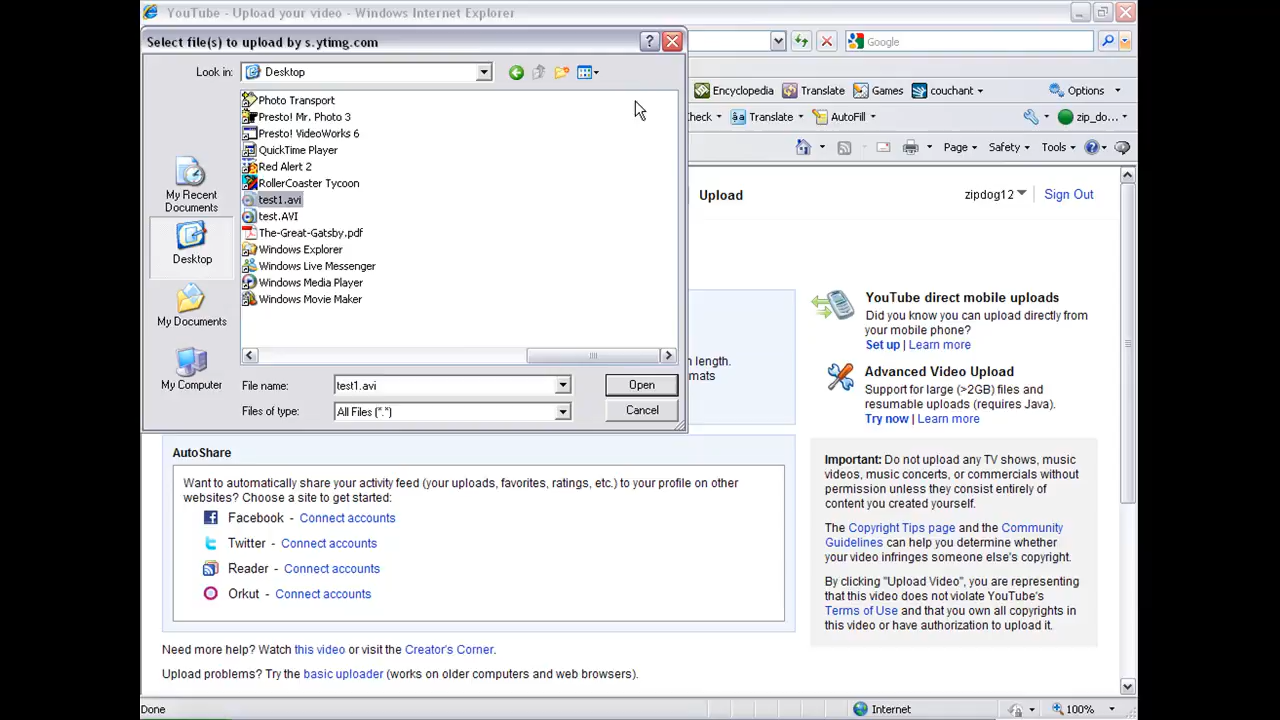 YouTube - Upload your video - Windows Internet Explorer
Select file(s) to upload by s.ytimg.com
Look in:
Desktop
Google
Encyclopedia
Translate
Games
couchant
Options
Translate
AutoFill
zip_do...
Page
Safety
Tools
Photo Transport
Presto! Mr. Photo 3
Presto! VideoWorks 6
QuickTime Player
Red Alert 2
RollerCoaster Tycoon
test1.avi
test.AVI
The-Great-Gatsby.pdf
Windows Explorer
Windows Live Messenger
Windows Media Player
Windows Movie Maker
My Recent
Documents
Desktop
My Documents
My Computer
File name:
test1.avi
Open
Files of type:
All Files (*.*)
Cancel
Upload
zipdog12
Sign Out
length.
YouTube direct mobile uploads
Did you know you can upload directly from
your mobile phone?
Set up | Learn more
Advanced Video Upload
Support for large (>2GB) files and
resumable uploads (requires Java).
Try now | Learn more
AutoShare
Want to automatically share your activity feed (your uploads, favorites, ratings, etc.) to your profile on other
websites? Choose a site to get started:
Facebook - Connect accounts
Twitter - Connect accounts
Reader - Connect accounts
Orkut - Connect accounts
Important: Do not upload any TV shows, music
videos, music concerts, or commercials without
permission unless they consist entirely of
content you created yourself.
The Copyright Tips page and the Community
Guidelines can help you determine whether
your video infringes someone else's copyright.
By clicking "Upload Video", you are representing
that this video does not violate YouTube's
Terms of Use and that you own all copyrights in
this video or have authorization to upload it.
Need more help? Watch this video or visit the Creator's Corner.
Upload problems? Try the basic uploader (works on older computers and web browsers).
Done
Internet
100%